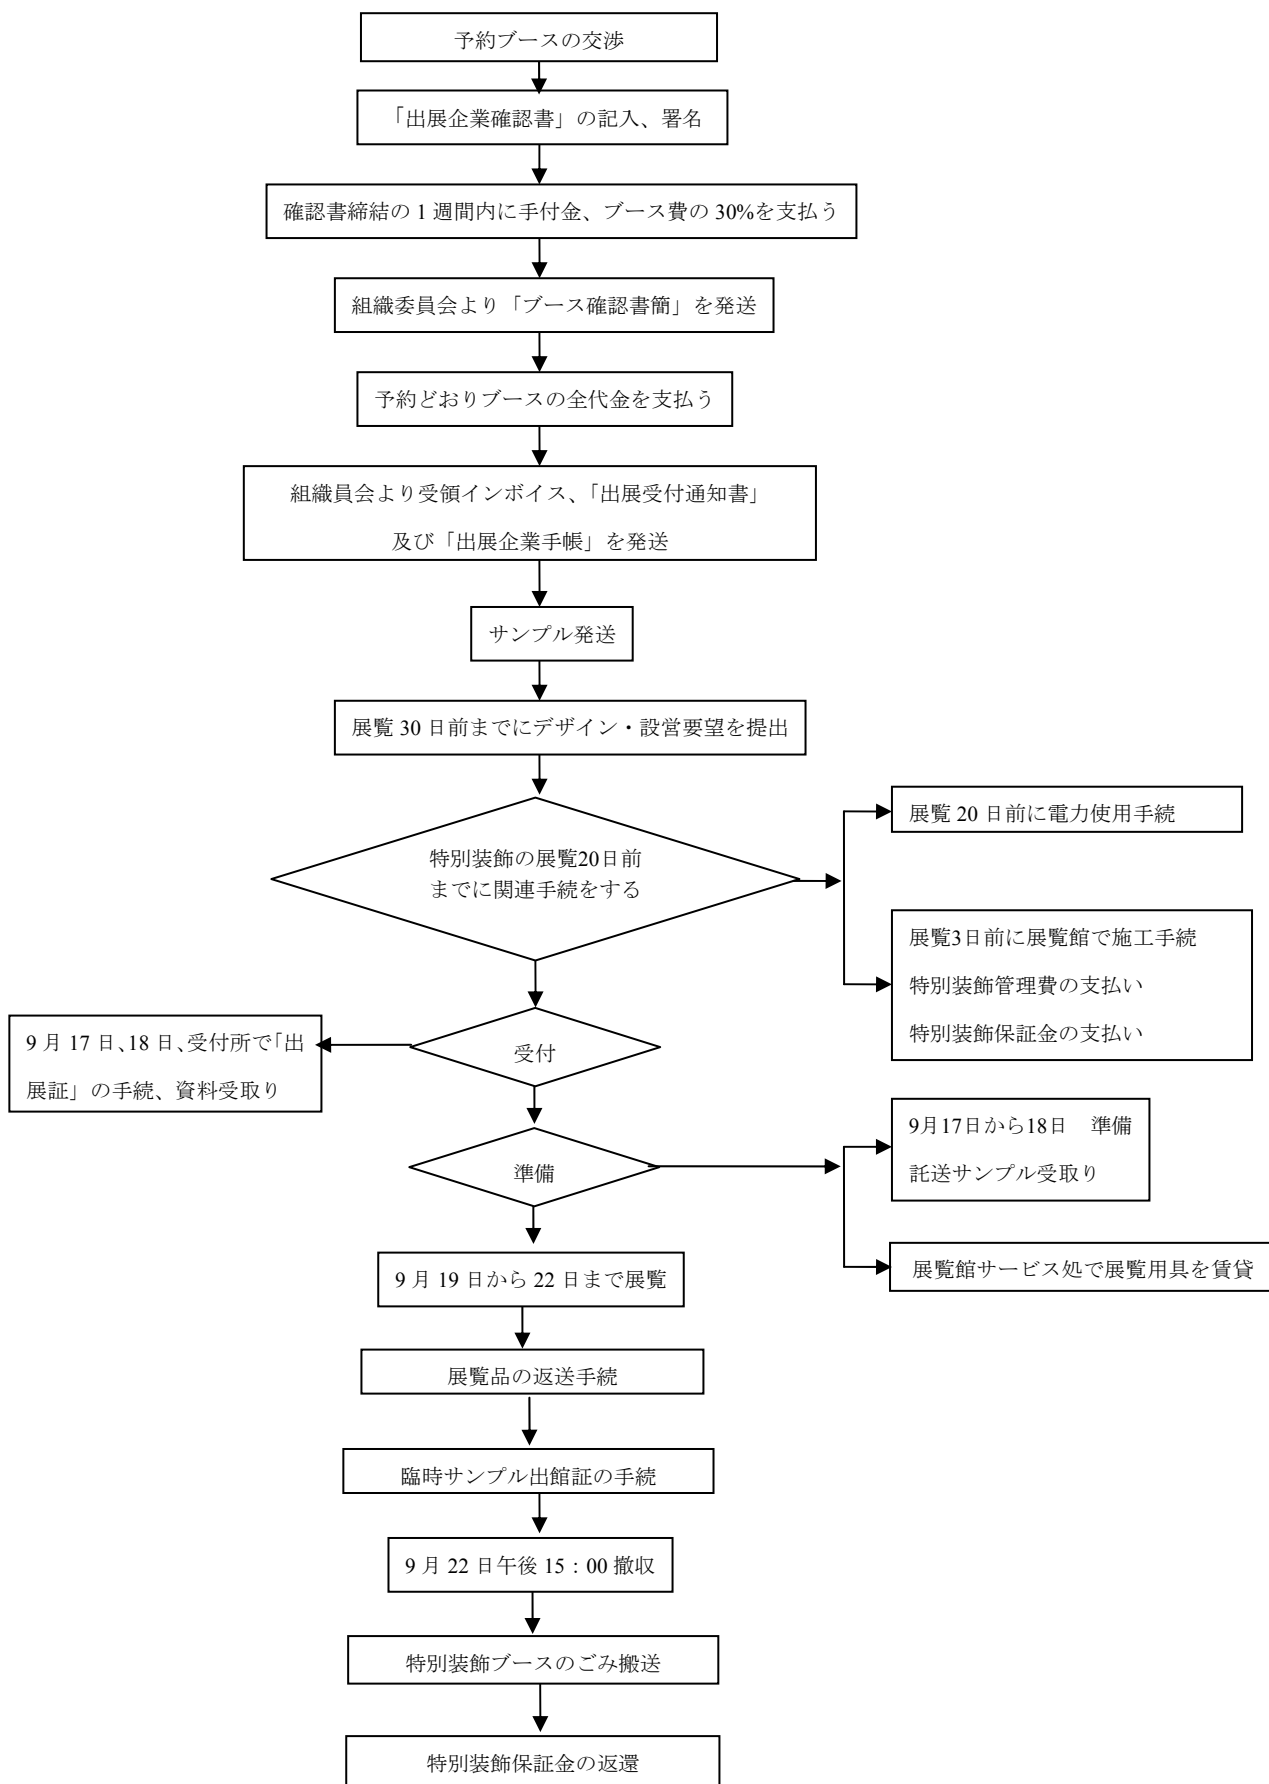 予約ブースの交渉
「出展企業確認書」の記入、署名
確認書締結の 1 週間内に手付金、ブース費の 30%を支払う
組織委員会より「ブース確認書簡」を発送
予約どおりブースの全代金を支払う
組織員会より受領インボイス、「出展受付通知書」
及び「出展企業手帳」を発送
サンプル発送
展覧 30 日前までにデザイン・設営要望を提出
特別装飾の展覧20日前
までに関連手続をする
展覧 20 日前に電力使用手続
展覧3日前に展覧館で施工手続
特別装飾管理費の支払い
特別装飾保証金の支払い
受付
9 月 17 日、18 日、受付所で「出
展証」の手続、資料受取り
準備
9月17日から18日　準備
託送サンプル受取り
展覧館サービス処で展覧用具を賃貸
9 月 19 日から 22 日まで展覧
展覧品の返送手続
臨時サンプル出館証の手続
9 月 22 日午後 15：00 撤収
特別装飾ブースのごみ搬送
特別装飾保証金の返還